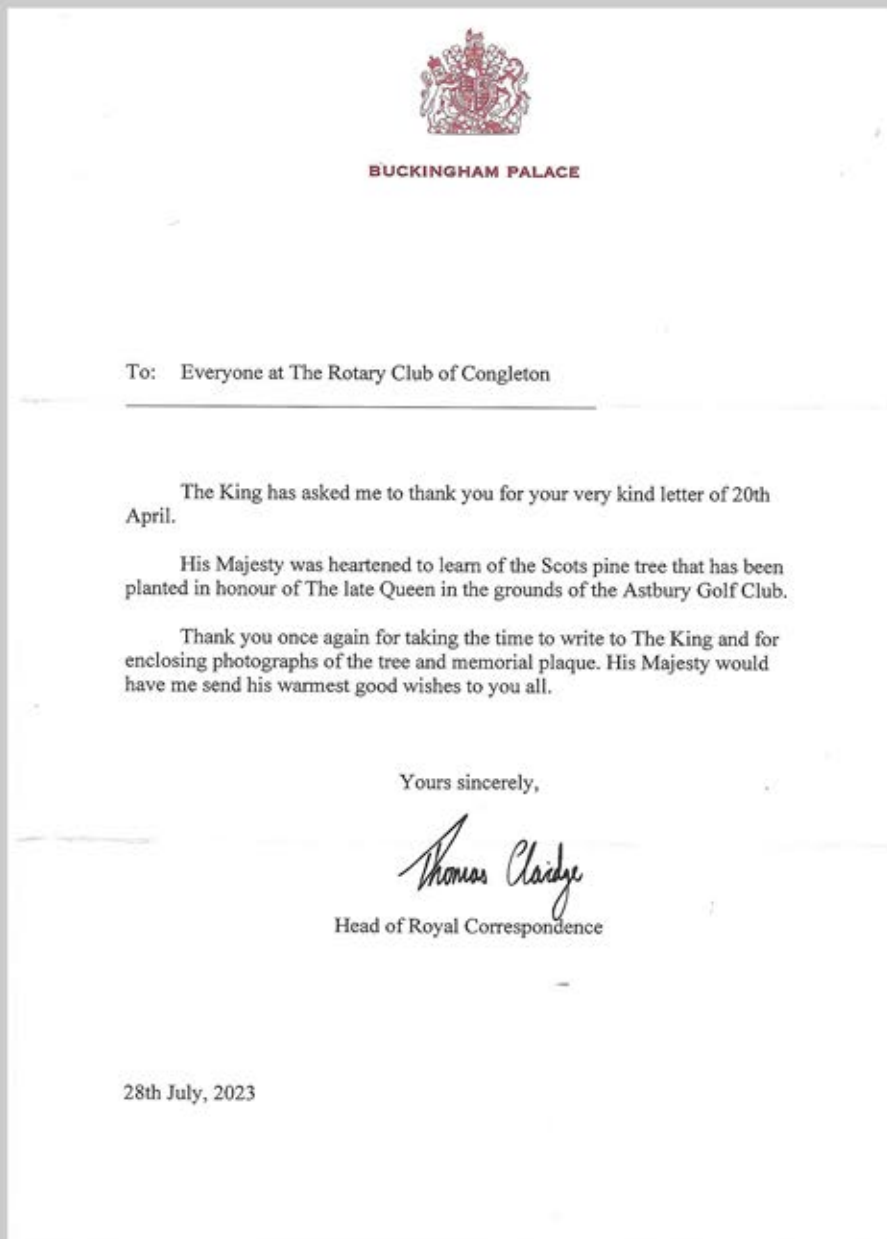 BUCKINGHAM PALACE
To: Everyone at The Rotary Club of Congleton
The King has asked me to thank you for your very kind letter of 20th
April.
His Majesty was heartened to learn of the Scots pine tree that has been
planted in honour of The late Queen in the grounds of the Astbury Golf Club.
Thank you once again for taking the time to write to The King and for
enclosing photographs of the tree and memorial plaque. His Majesty would
have me send his warmest good wishes to you all.
Yours sincerely,
Thomas Claidge
Head of Royal Correspondence
28th July, 2023